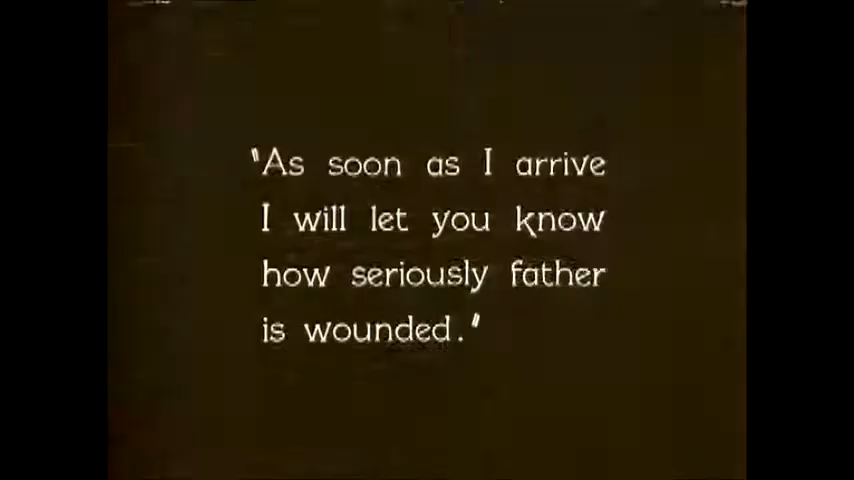 "As soon as I arrive
I will let you know
how seriously father
is wounded."